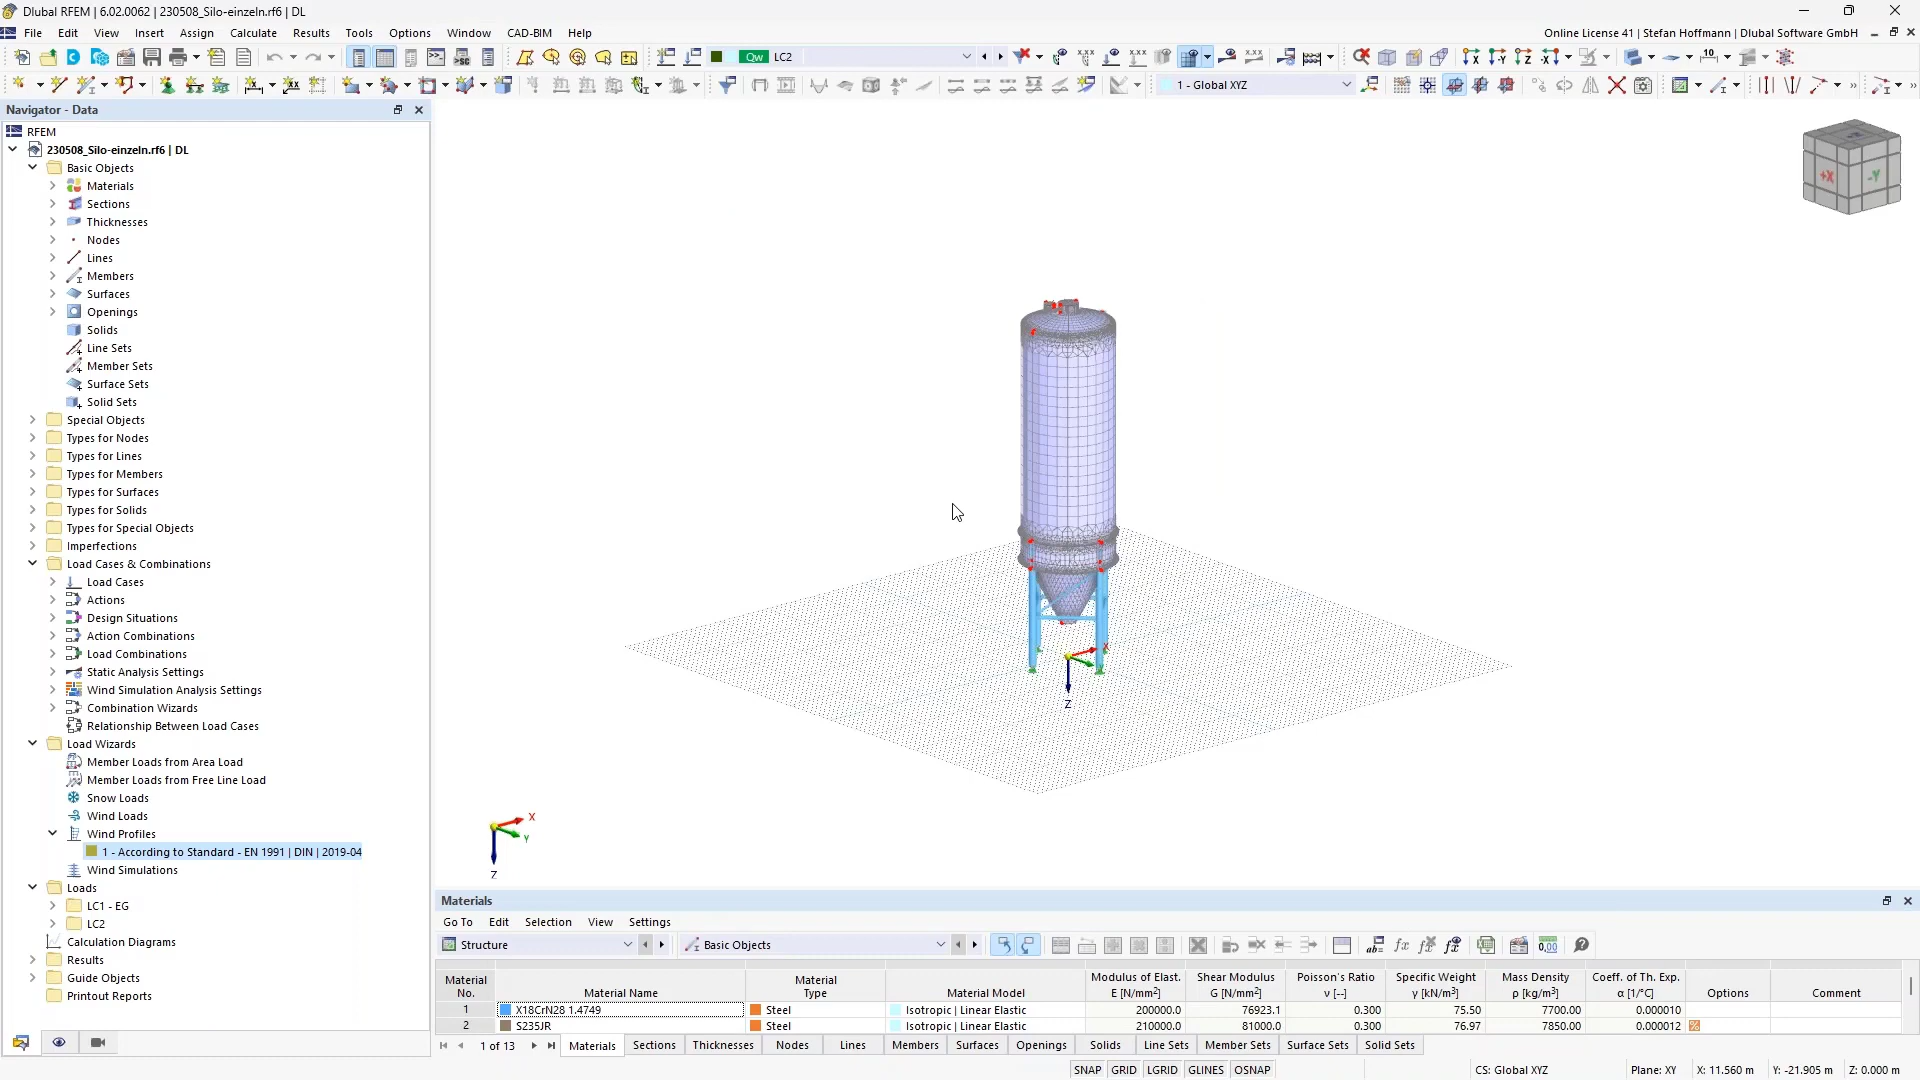 Dlubal RFEM | 6.02.0062 | 230508_Silo-einzeln.rf6 | DL
File Edit View Insert Assign Calculate Results Tools Options Window CAD-BIM Help
Online License 41 | Stefan Hoffmann | Dlubal Software GmbH
Qw LC2
1 - Global XYZ
Navigator - Data
RFEM
230508_Silo-einzeln.rf6 | DL
Basic Objects
Materials
Sections
Thicknesses
Nodes
Lines
Members
Surfaces
Openings
Solids
Line Sets
Member Sets
Surface Sets
Solid Sets
Special Objects
Types for Nodes
Types for Lines
Types for Members
Types for Surfaces
Types for Solids
Types for Special Objects
Imperfections
Load Cases & Combinations
Load Cases
Actions
Design Situations
Action Combinations
Load Combinations
Static Analysis Settings
Wind Simulation Analysis Settings
Combination Wizards
Relationship Between Load Cases
Load Wizards
Member Loads from Area Load
Member Loads from Free Line Load
Snow Loads
Wind Loads
Wind Profiles
1 - According to Standard - EN 1991 | DIN | 2019-04
Wind Simulations
Loads
LC1 - EG
LC2
Calculation Diagrams
Results
Guide Objects
Printout Reports
+X -Y
X
Z
X
Y
Z
Materials
Go To Edit Selection View Settings
Structure Basic Objects
Material No. Material Name Material Type Material Model Modulus of Elast. E [N/mm²] Shear Modulus G [N/mm²] Poisson's Ratio ν [--] Specific Weight γ [kN/m³] Mass Density ρ [kg/m³] Coeff. of Th. Exp. α [1/°C] Options Comment
1 X18CrN28 1.4749 Steel Isotropic | Linear Elastic 200000.0 76923.1 0.300 75.50 7700.00 0.000010
2 S235JR Steel Isotropic | Linear Elastic 210000.0 81000.0 0.300 76.97 7850.00 0.000012
1 of 13 Materials Sections Thicknesses Nodes Lines Members Surfaces Openings Solids Line Sets Member Sets Surface Sets Solid Sets
SNAP GRID LGRID GLINES OSNAP CS: Global XYZ Plane: XY X: 11.560 m Y: -21.905 m Z: 0.000 m